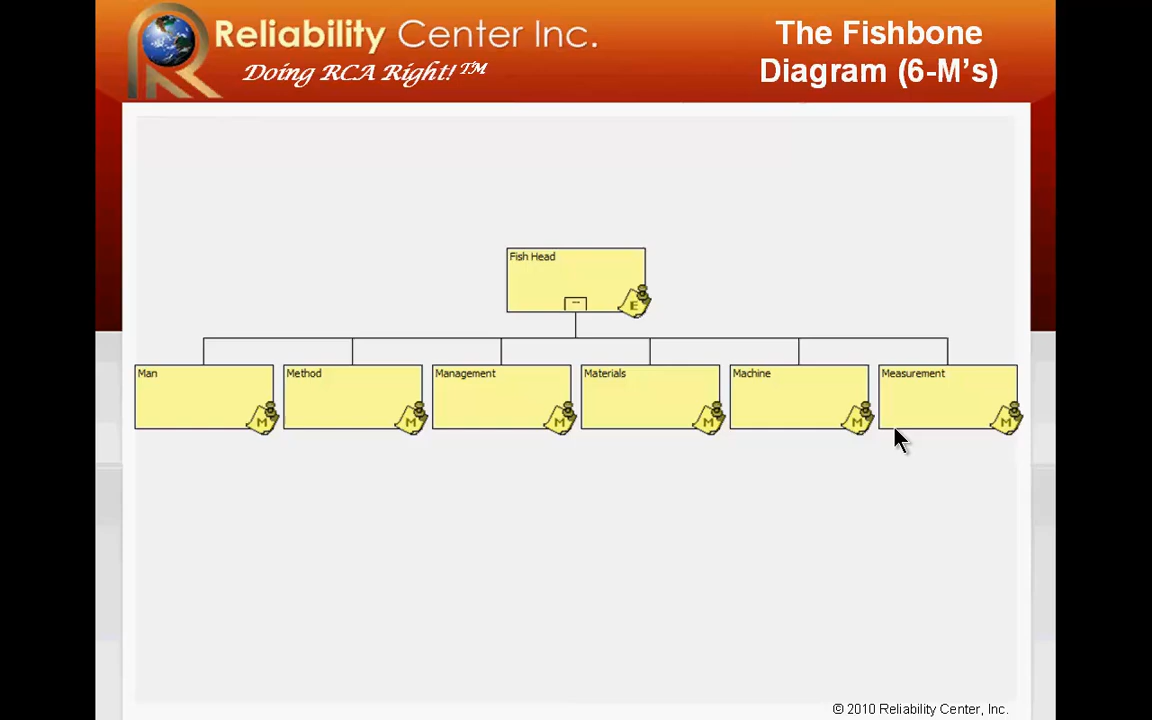 Reliability Center Inc.
Doing RCA Right!™
The Fishbone
Diagram (6-M's)
Fish Head
E
Man
Method
Management
Materials
Machine
Measurement
M
M
M
M
M
M
© 2010 Reliability Center, Inc.